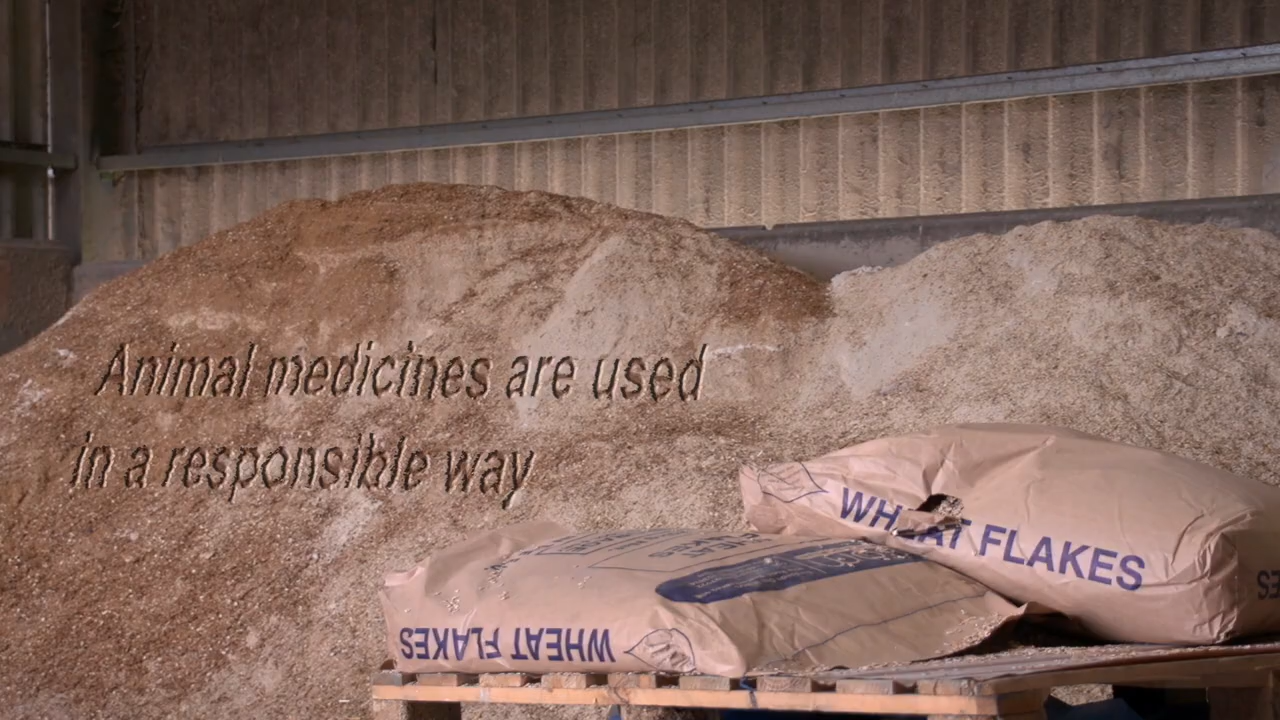 Animal medicines are used
in a responsible way
WHEAT FLAKES
WHEAT FLAKES